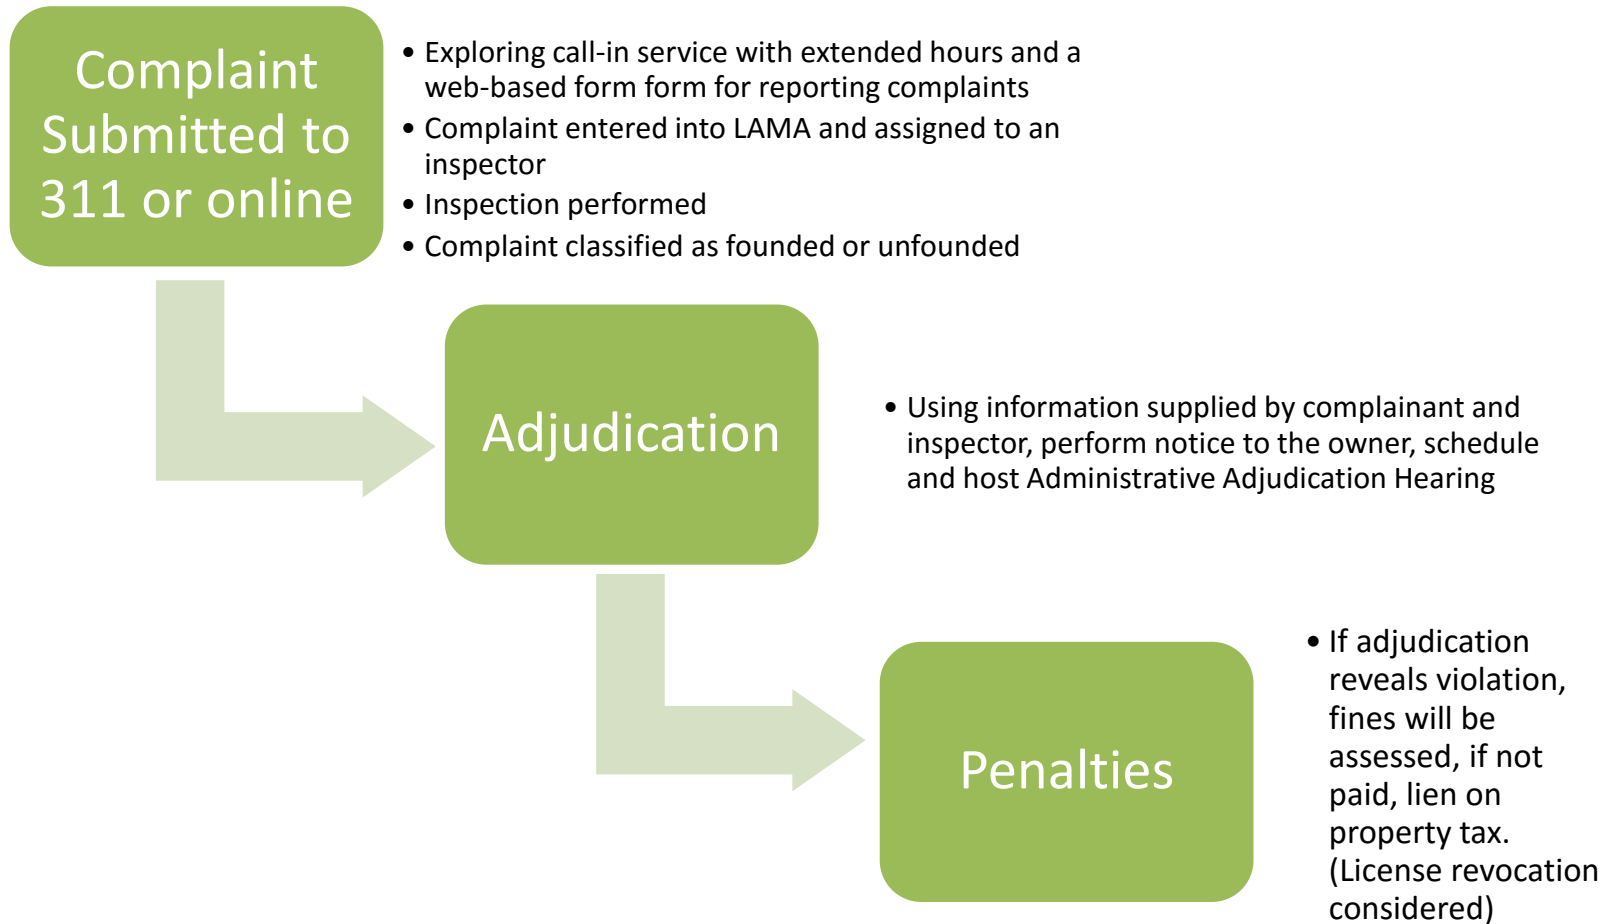 Complaint
Submitted to
311 or online
• Exploring call-in service with extended hours and a
web-based form form for reporting complaints
• Complaint entered into LAMA and assigned to an
inspector
• Inspection performed
• Complaint classified as founded or unfounded
Adjudication
• Using information supplied by complainant and
inspector, perform notice to the owner, schedule
and host Administrative Adjudication Hearing
Penalties
• If adjudication
reveals violation,
fines will be
assessed, if not
paid, lien on
property tax.
(License revocation
considered)